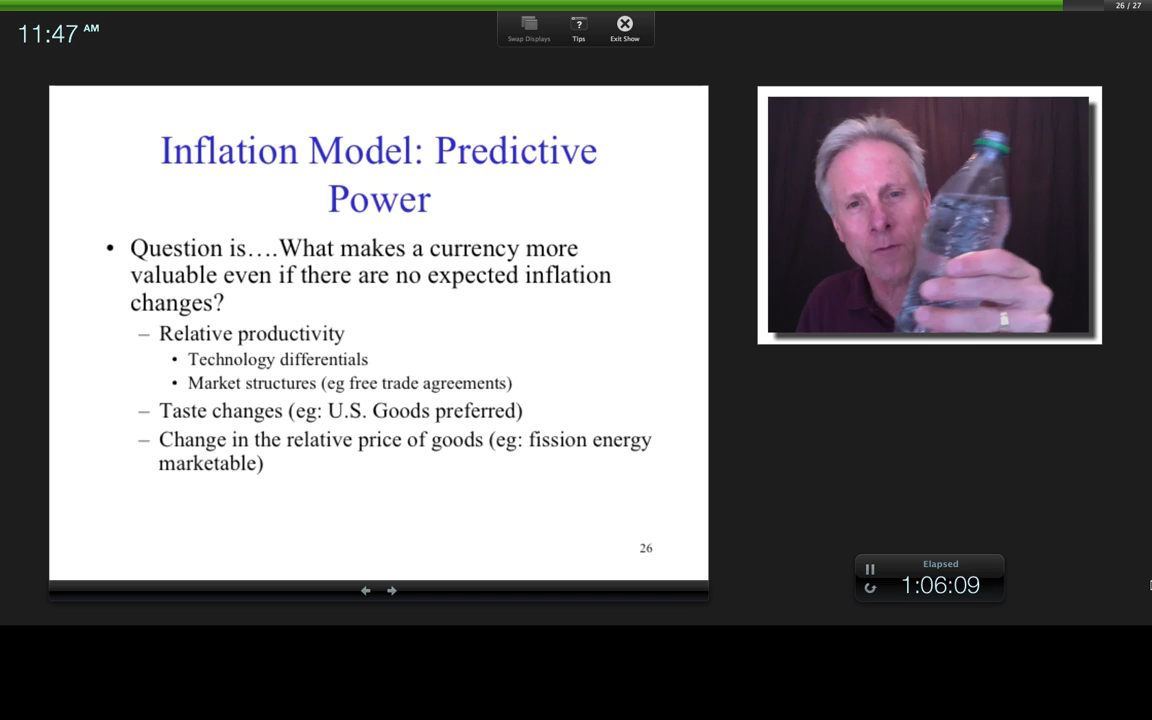 26 / 27
11:47 AM
Swap Displays
?
Tips
Exit Show
Inflation Model: Predictive
Power
• Question is….What makes a currency more
valuable even if there are no expected inflation
changes?
– Relative productivity
• Technology differentials
• Market structures (eg free trade agreements)
– Taste changes (eg: U.S. Goods preferred)
– Change in the relative price of goods (eg: fission energy
marketable)
26
Elapsed
1:06:09